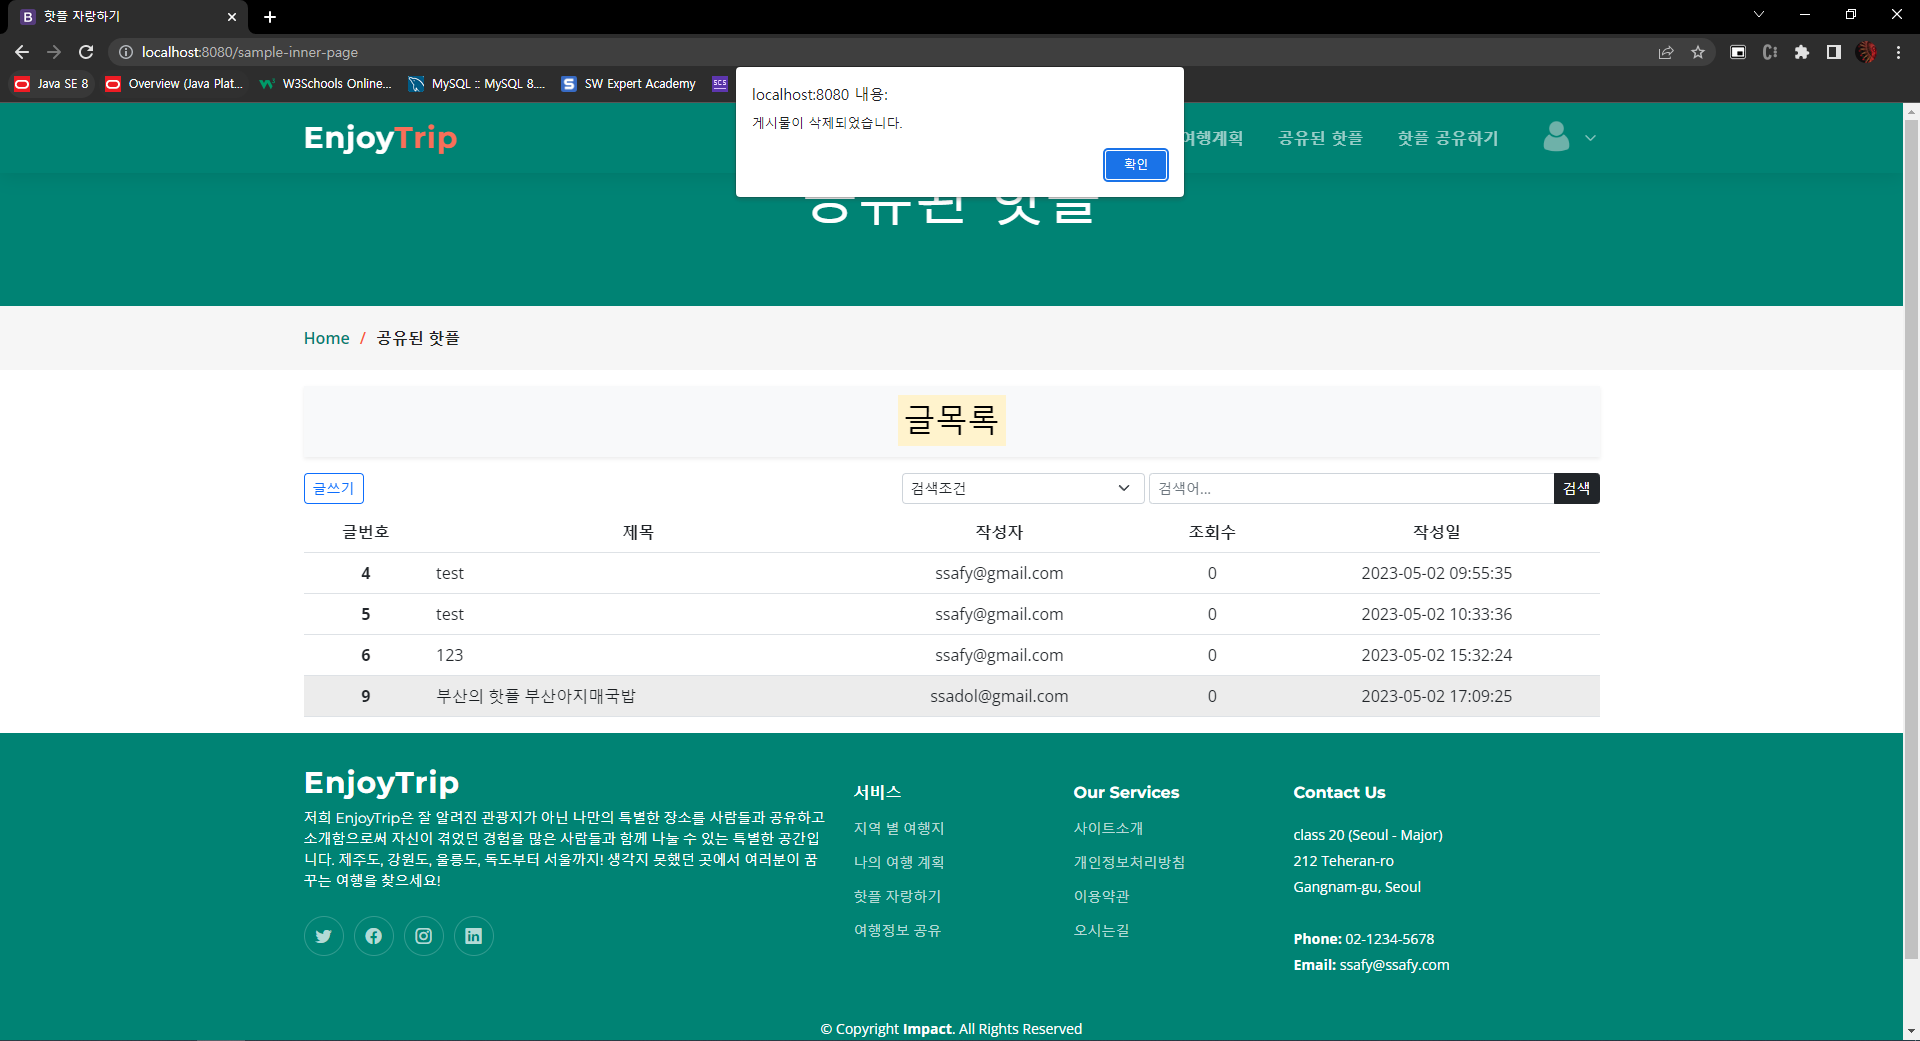 핫플 자랑하기
localhost:8080/sample-inner-page
Java SE 8
Overview (Java Plat...
W3Schools Online...
MySQL :: MySQL 8....
SW Expert Academy
SCS
localhost:8080 내용:
게시물이 삭제되었습니다.
확인
EnjoyTrip
여행계획
공유된 핫플
핫플 공유하기
공유된 핫플
Home / 공유된 핫플
글목록
글쓰기
검색조건
검색어...
검색
글번호 제목 작성자 조회수 작성일
4 test ssafy@gmail.com 0 2023-05-02 09:55:35
5 test ssafy@gmail.com 0 2023-05-02 10:33:36
6 123 ssafy@gmail.com 0 2023-05-02 15:32:24
9 부산의 핫플 부산아지매국밥 ssadol@gmail.com 0 2023-05-02 17:09:25
EnjoyTrip
저희 EnjoyTrip은 잘 알려진 관광지가 아닌 나만의 특별한 장소를 사람들과 공유하고
소개함으로써 자신이 겪었던 경험을 많은 사람들과 함께 나눌 수 있는 특별한 공간입
니다. 제주도, 강원도, 울릉도, 독도부터 서울까지! 생각지 못했던 곳에서 여러분이 꿈
꾸는 여행을 찾으세요!
서비스
지역 별 여행지
나의 여행 계획
핫플 자랑하기
여행정보 공유
Our Services
사이트소개
개인정보처리방침
이용약관
오시는길
Contact Us
class 20 (Seoul - Major)
212 Teheran-ro
Gangnam-gu, Seoul
Phone: 02-1234-5678
Email: ssafy@ssafy.com
© Copyright Impact. All Rights Reserved